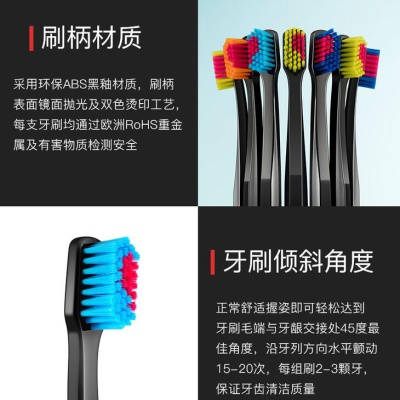 刷柄材质
采用环保ABS黑釉材质，刷柄
表面镜面抛光及双色烫印工艺，
每支牙刷均通过欧洲RoHS重金
属及有害物质检测安全
牙刷倾斜角度
正常舒适握姿即可轻松达到
牙刷毛端与牙龈交接处45度最
佳角度，沿牙列方向水平颤动
15-20次，每组刷2-3颗牙，
保证牙齿清洁质量